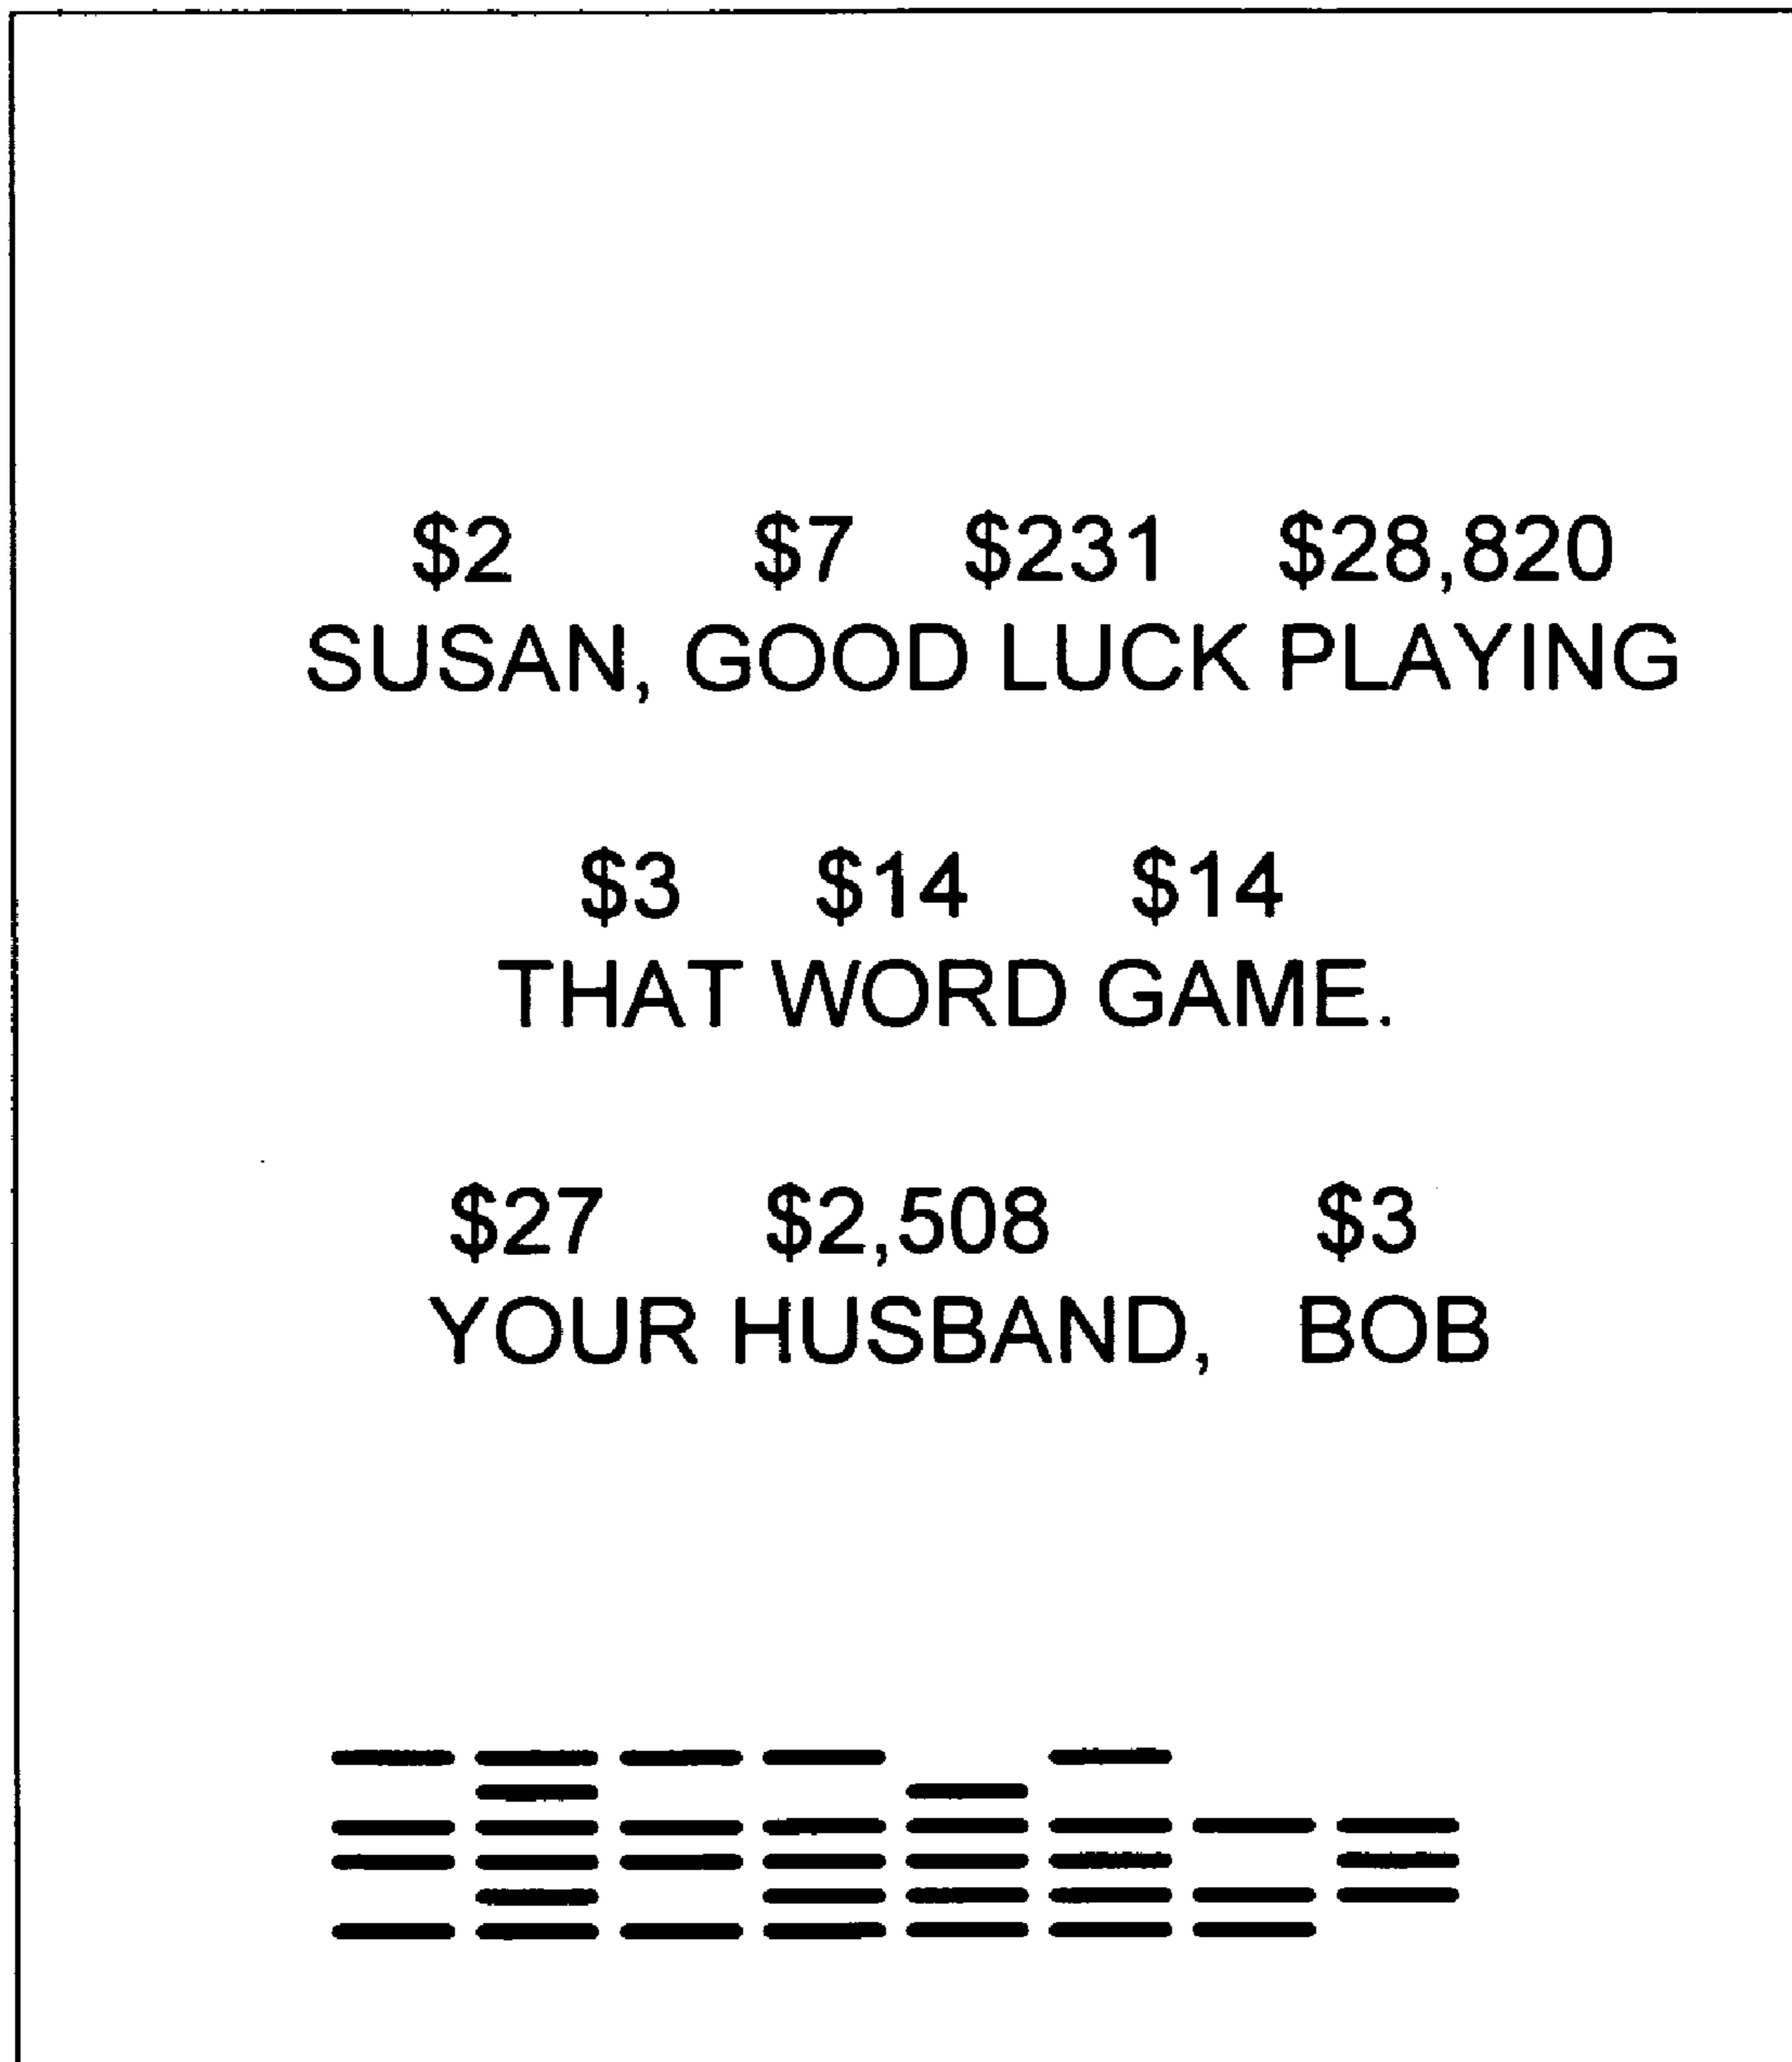 $2 $7 $231 $28,820
SUSAN, GOOD LUCK PLAYING
$3 $14 $14
THAT WORD GAME.
$27 $2,508 $3
YOUR HUSBAND, BOB